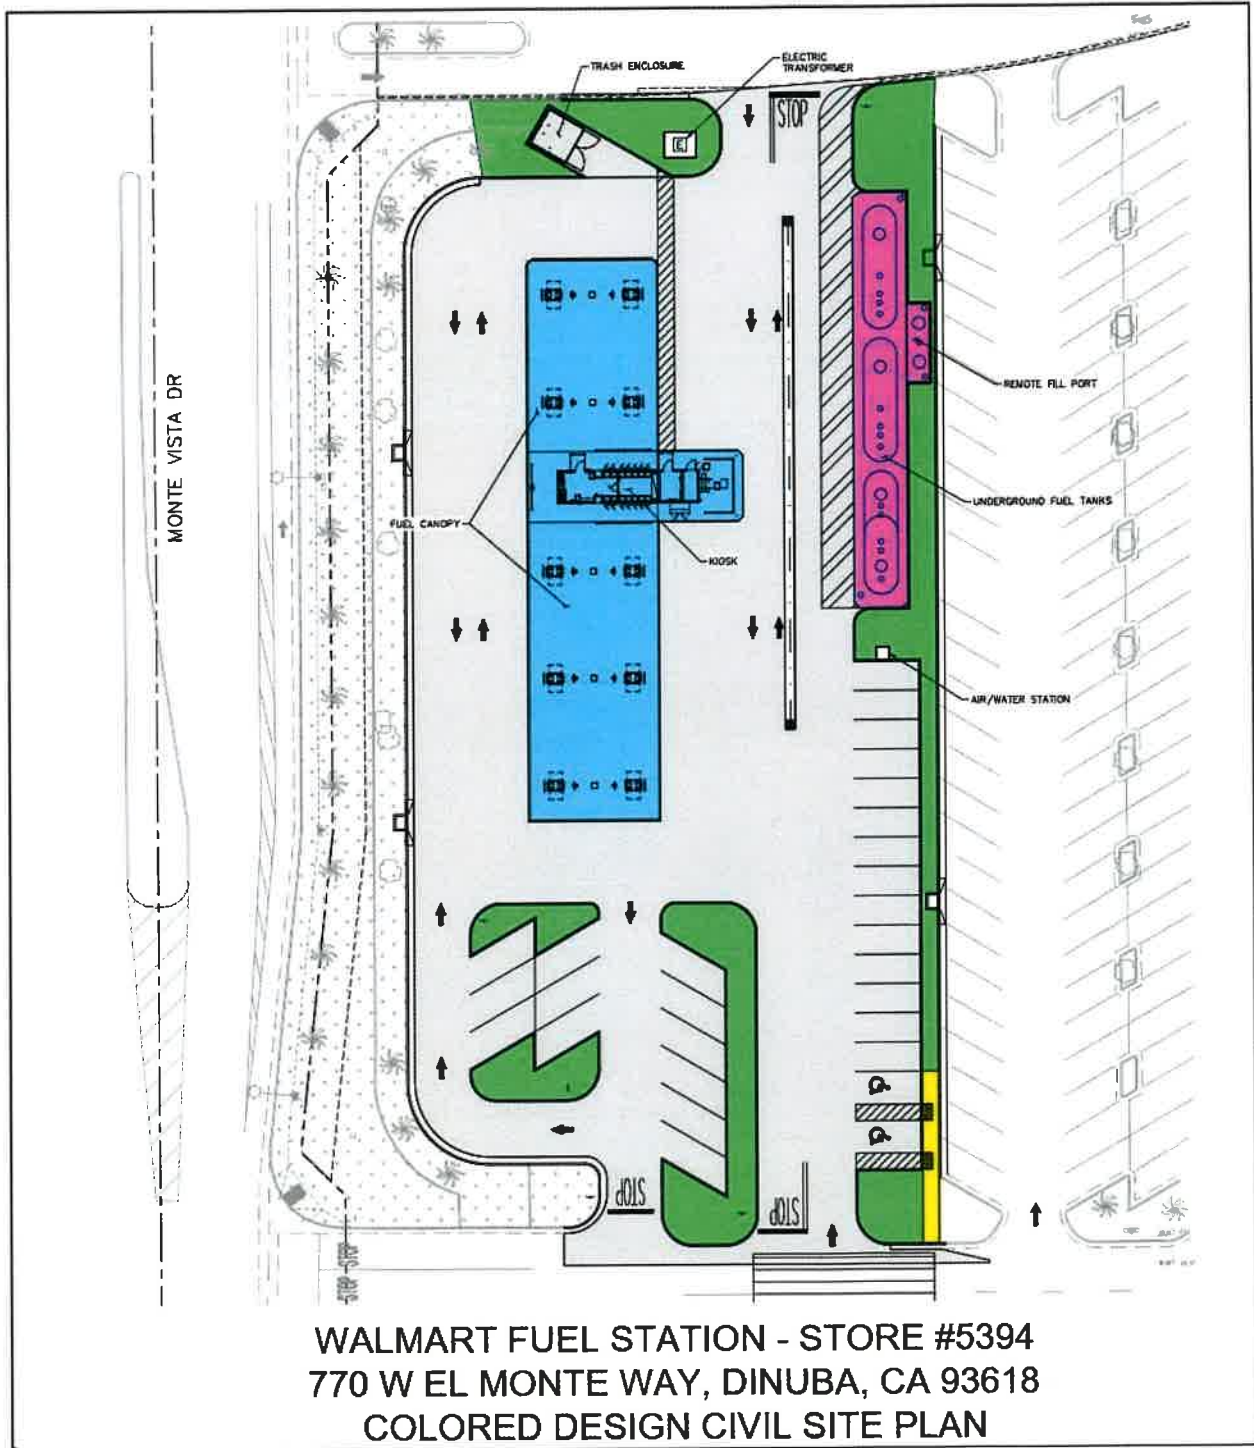 TRASH ENCLOSURE
ELECTRIC
TRANSFORMER
STOP
E
MONTE VISTA DR
REMOTE FILL PORT
UNDERGROUND FUEL TANKS
FUEL CANOPY
KIOSK
AIR/WATER STATION
STOP
STOP
STOP STOP
WALMART FUEL STATION - STORE #5394
770 W EL MONTE WAY, DINUBA, CA 93618
COLORED DESIGN CIVIL SITE PLAN